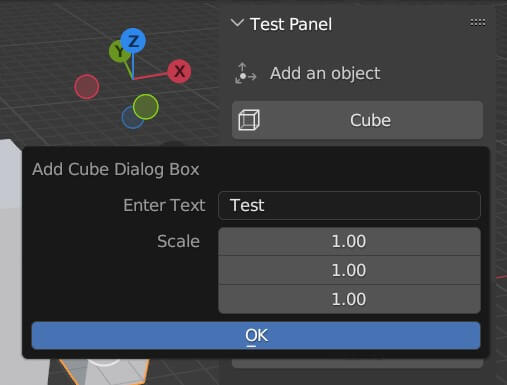 Test Panel
Z
Y
X
Add an object
Cube
Add Cube Dialog Box
Enter Text Test
Scale 1.00
1.00
1.00
OK